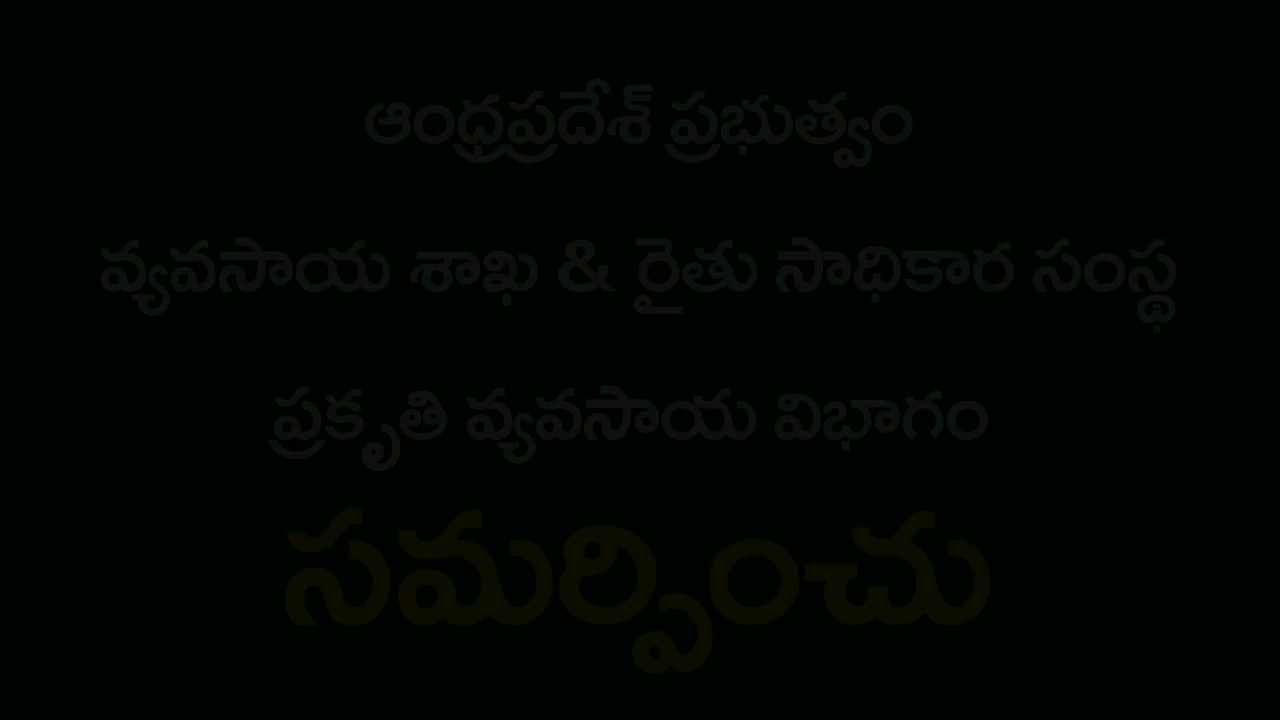 ఆంధ్రప్రదేశ్ ప్రభుత్వం
వ్యవసాయ శాఖ & రైతు సాధికార సంస్థ
ప్రకృతి వ్యవసాయ విభాగం
సమర్పించు